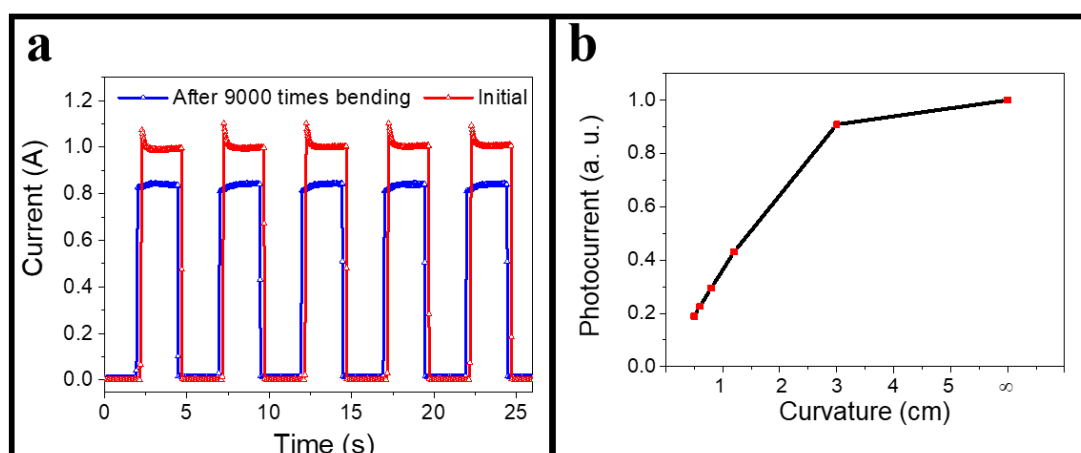 a
After 9000 times bending
Initial
Current (A)
1.2
1.0
0.8
0.6
0.4
0.2
0.0
0 5 10 15 20 25
Time (s)
b
Photocurrent (a. u.)
1.0
0.8
0.6
0.4
0.2
0.0
1 2 3 4 5 ∞
Curvature (cm)